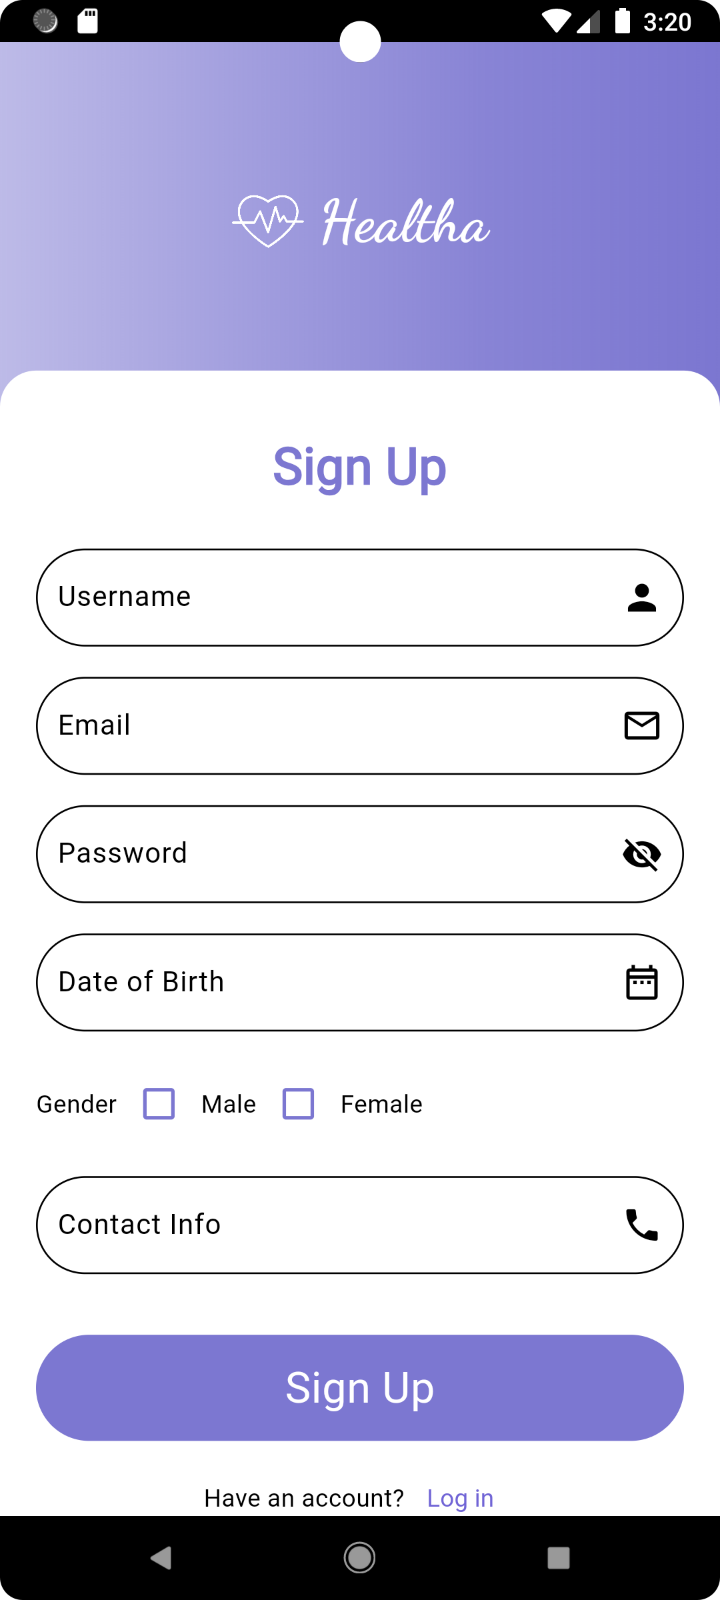 3:20
Healtha
Sign Up
Username
Email
Password
Date of Birth
Gender Male Female
Contact Info
Sign Up
Have an account? Log in